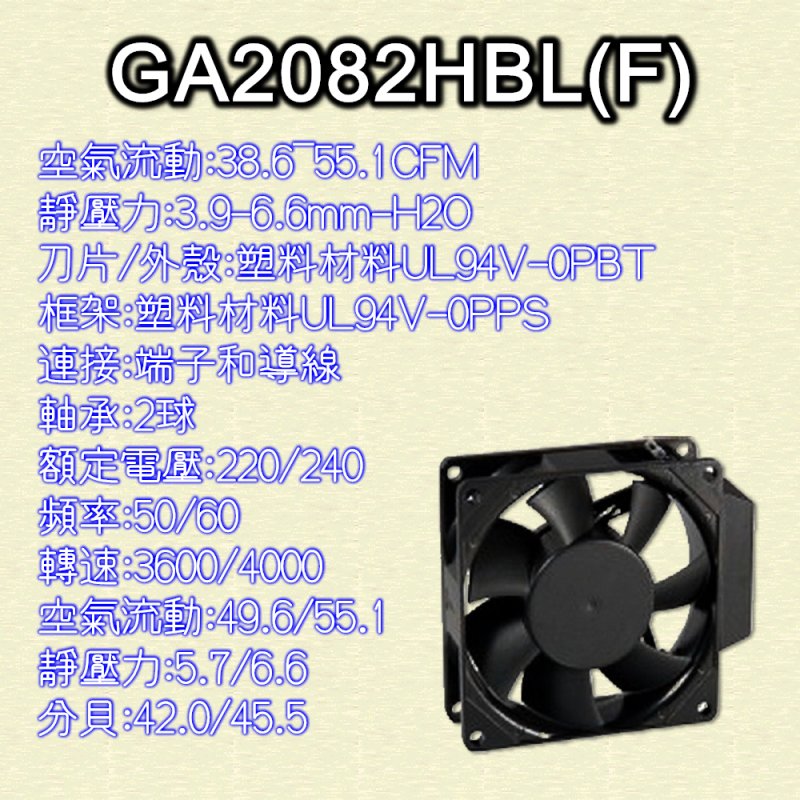 GA2082HBL(F)
空氣流動:38.6~55.1CFM
靜壓力:3.9-6.6mm-H2O
刀片/外殼:塑料材料UL94V-0PBT
框架:塑料材料UL94V-0PPS
連接:端子和導線
軸承:2球
額定電壓:220/240
頻率:50/60
轉速:3600/4000
空氣流動:49.6/55.1
靜壓力:5.7/6.6
分貝:42.0/45.5